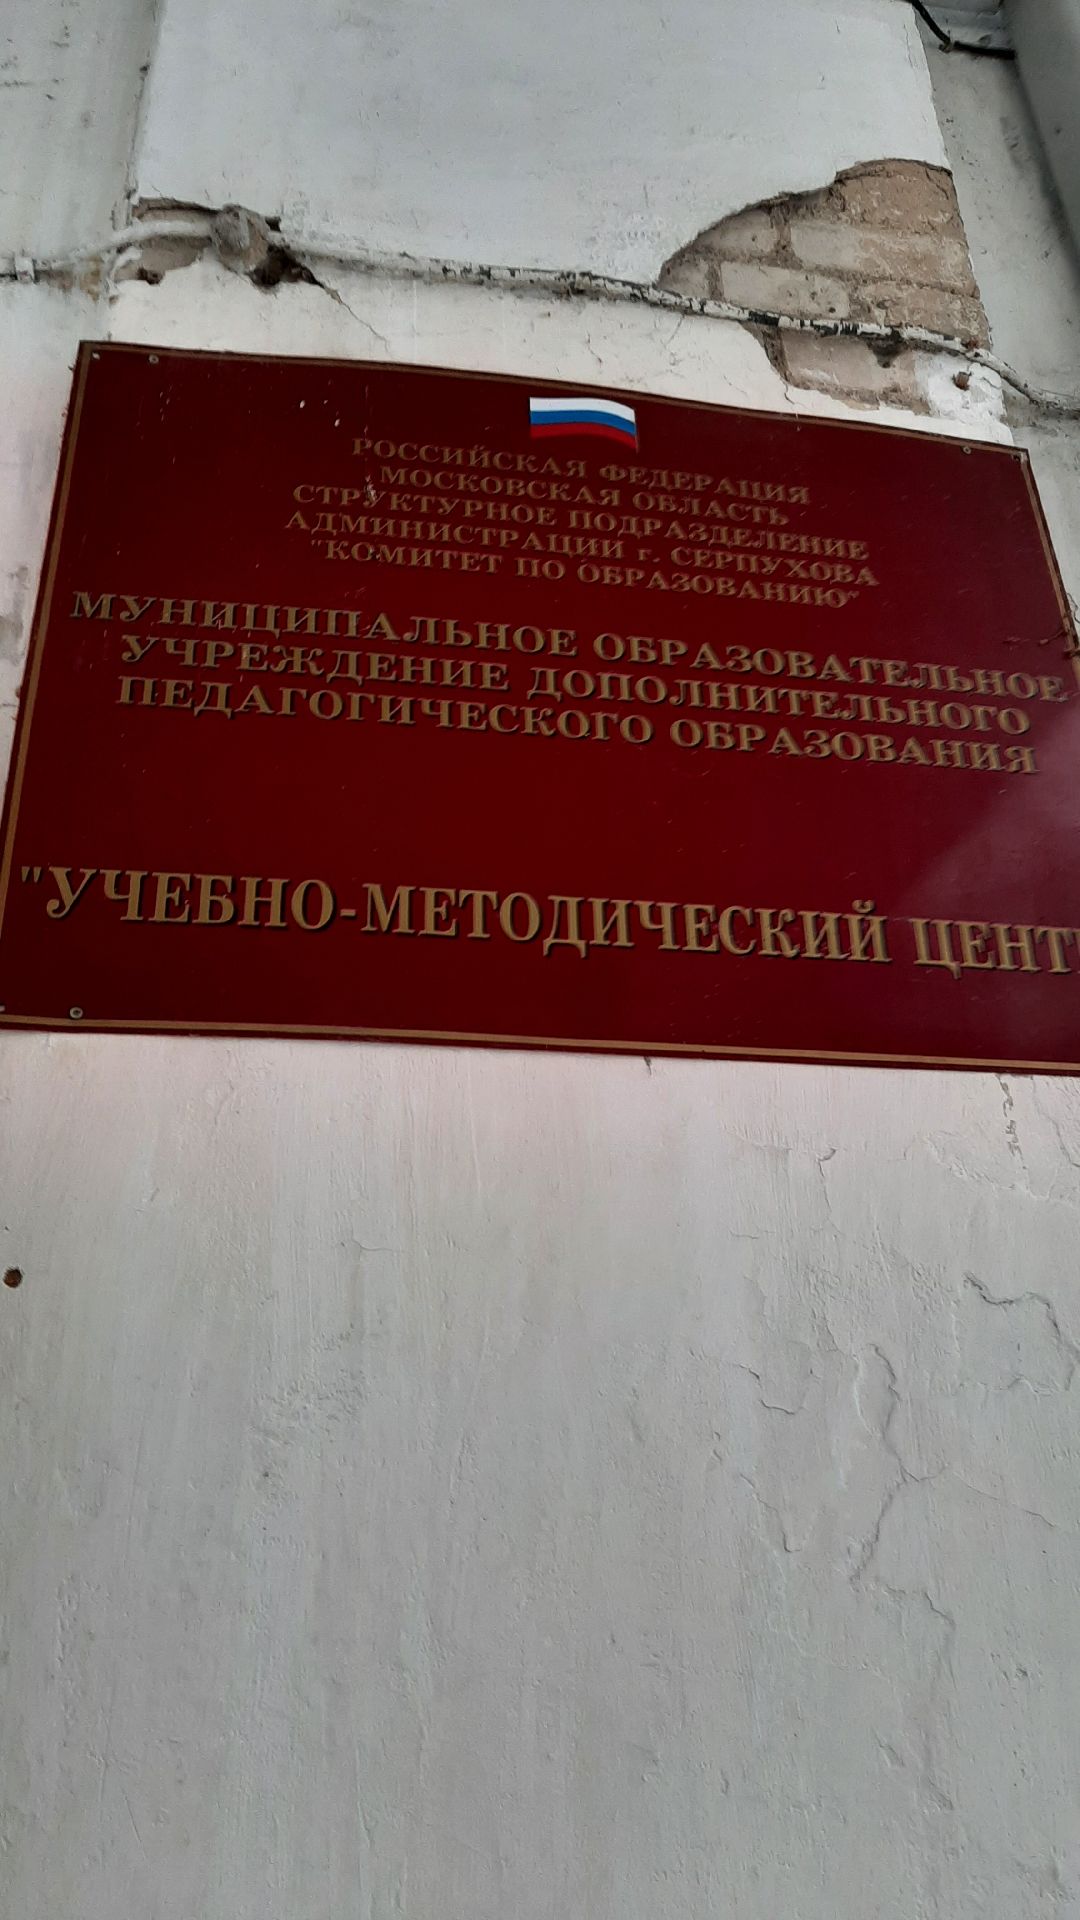 РОССИЙСКАЯ ФЕДЕРАЦИЯ
МОСКОВСКАЯ ОБЛАСТЬ
СТРУКТУРНОЕ ПОДРАЗДЕЛЕНИЕ
АДМИНИСТРАЦИИ г. СЕРПУХОВА
"КОМИТЕТ ПО ОБРАЗОВАНИЮ"
МУНИЦИПАЛЬНОЕ ОБРАЗОВАТЕЛЬНОЕ
УЧРЕЖДЕНИЕ ДОПОЛНИТЕЛЬНОГО
ПЕДАГОГИЧЕСКОГО ОБРАЗОВАНИЯ
"УЧЕБНО-МЕТОДИЧЕСКИЙ ЦЕНТ